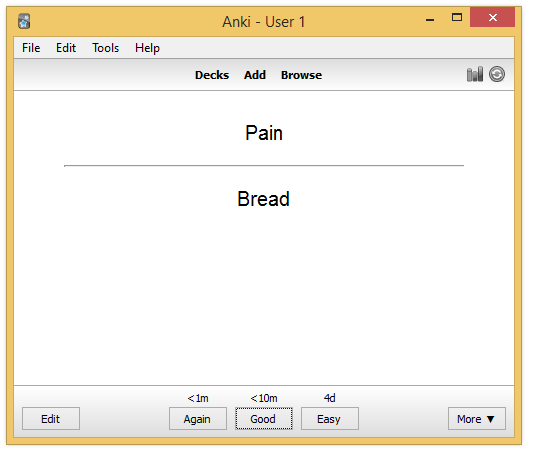 Anki - User 1
File Edit Tools Help
Decks Add Browse
Pain
Bread
<1m <10m 4d
Edit Again Good Easy More ▼